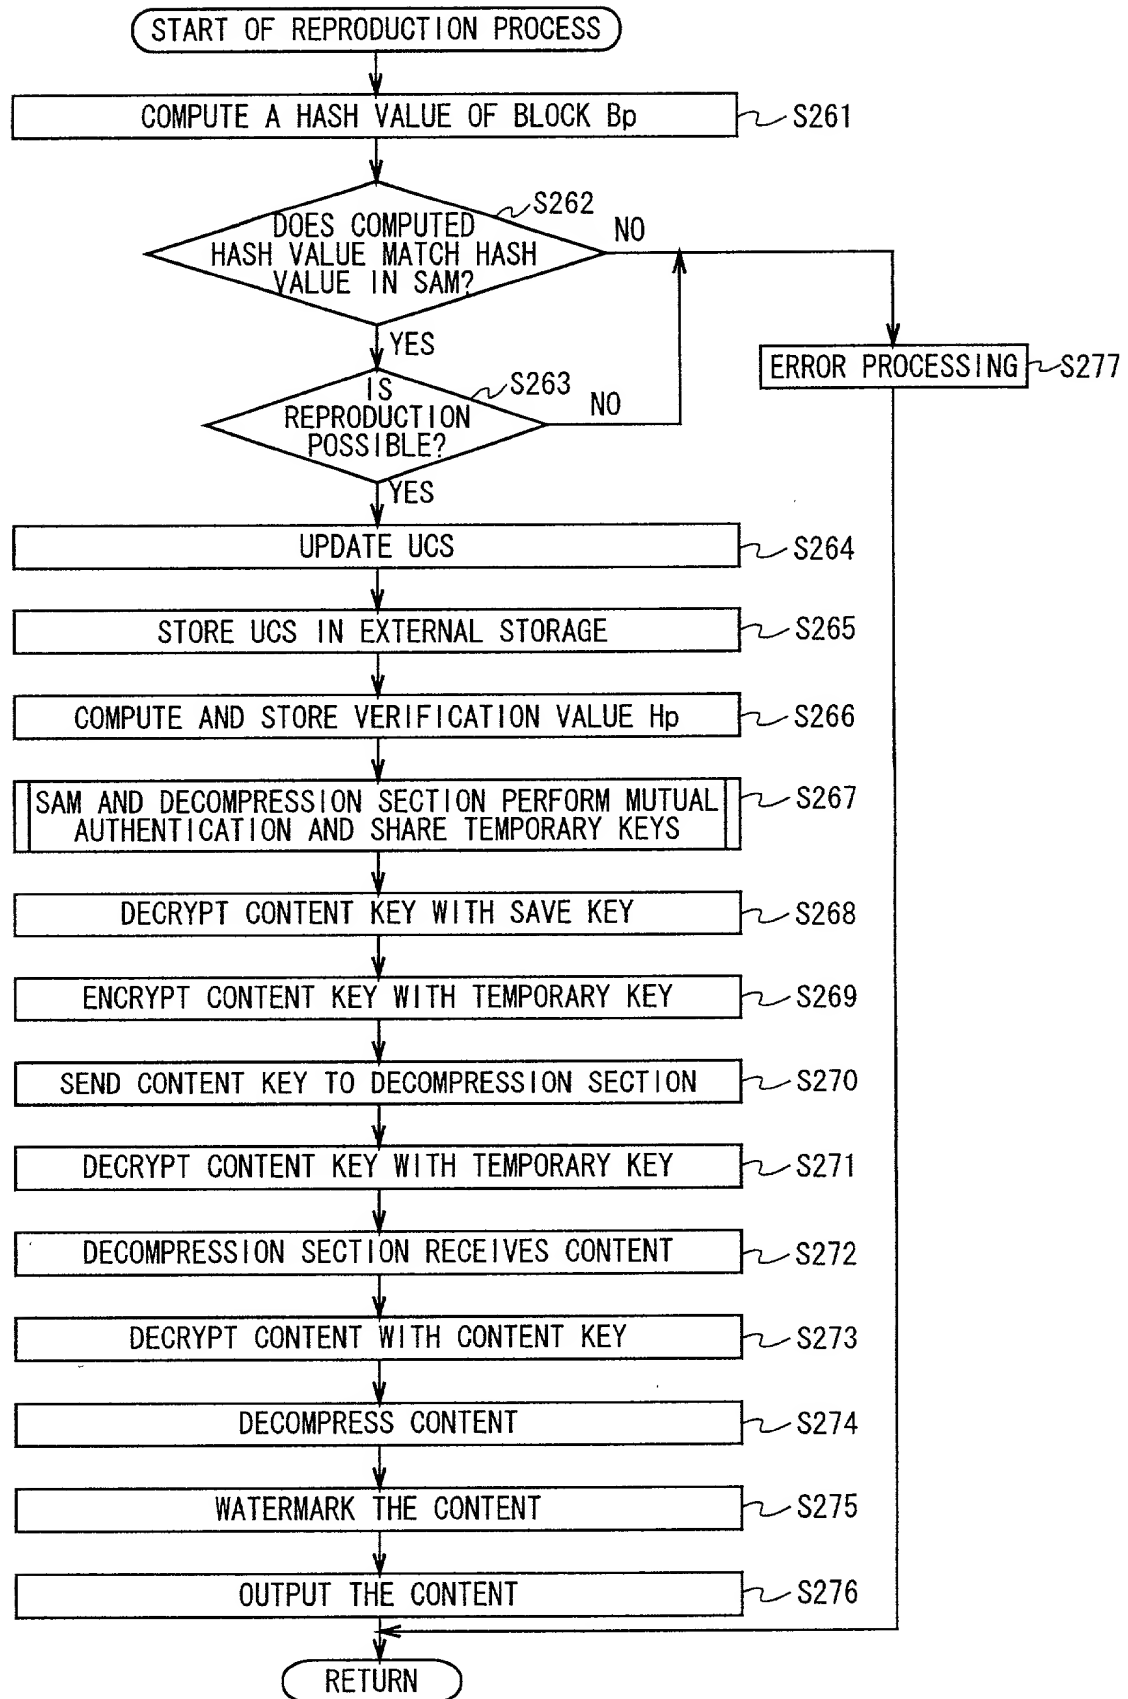 START OF REPRODUCTION PROCESS
COMPUTE A HASH VALUE OF BLOCK Bp
S261
S262
DOES COMPUTED
HASH VALUE MATCH HASH
VALUE IN SAM?
NO
YES
S263
IS
REPRODUCTION
POSSIBLE?
NO
YES
ERROR PROCESSING
S277
UPDATE UCS
S264
STORE UCS IN EXTERNAL STORAGE
S265
COMPUTE AND STORE VERIFICATION VALUE Hp
S266
SAM AND DECOMPRESSION SECTION PERFORM MUTUAL
AUTHENTICATION AND SHARE TEMPORARY KEYS
S267
DECRYPT CONTENT KEY WITH SAVE KEY
S268
ENCRYPT CONTENT KEY WITH TEMPORARY KEY
S269
SEND CONTENT KEY TO DECOMPRESSION SECTION
S270
DECRYPT CONTENT KEY WITH TEMPORARY KEY
S271
DECOMPRESSION SECTION RECEIVES CONTENT
S272
DECRYPT CONTENT WITH CONTENT KEY
S273
DECOMPRESS CONTENT
S274
WATERMARK THE CONTENT
S275
OUTPUT THE CONTENT
S276
RETURN